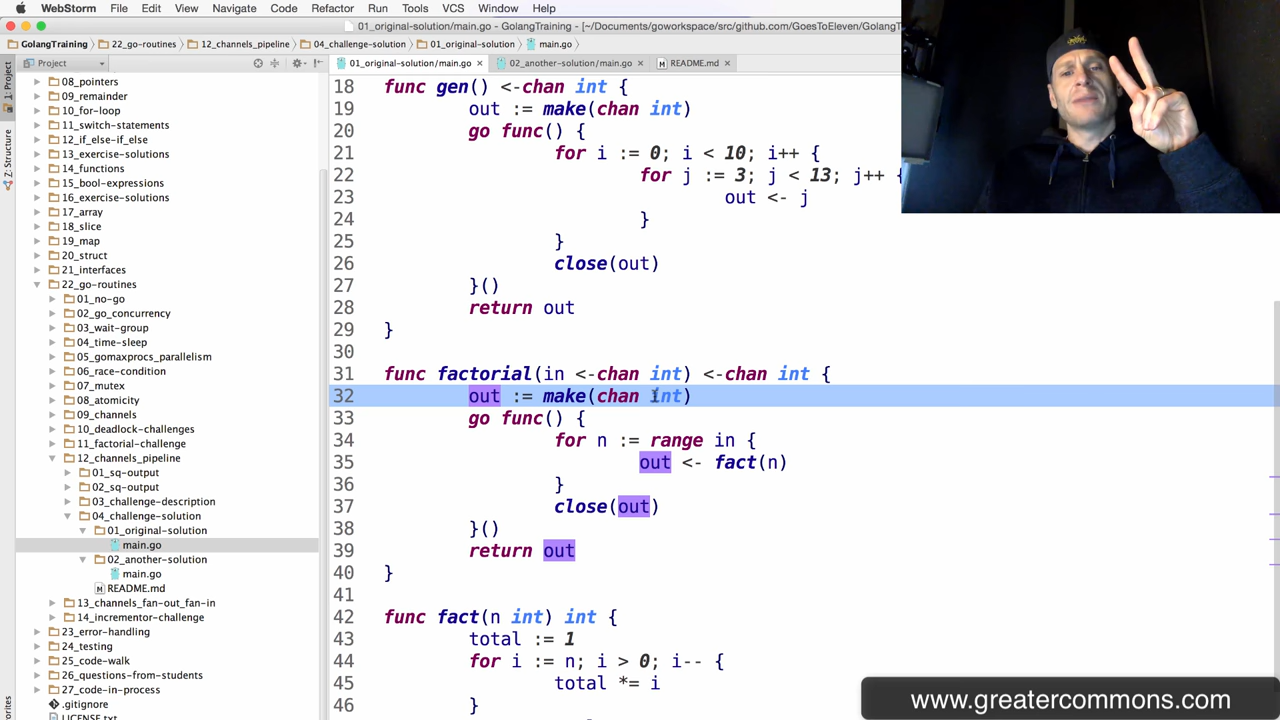 WebStorm File Edit View Navigate Code Refactor Run Tools VCS Window Help
01_original-solution/main.go - GolangTraining - [~/Documents/goworkspace/src/github.com/GoesToEleven/GolangT
GolangTraining 22_go-routines 12_channels_pipeline 04_challenge-solution 01_original-solution main.go
Project
01_original-solution/main.go 02_another-solution/main.go README.md
1: Project
7: Structure
08_pointers
09_remainder
10_for-loop
11_switch-statements
12_if_else-if_else
13_exercise-solutions
14_functions
15_bool-expressions
16_exercise-solutions
17_array
18_slice
19_map
20_struct
21_interfaces
22_go-routines
01_no-go
02_go_concurrency
03_wait-group
04_time-sleep
05_gomaxprocs_parallelism
06_race-condition
07_mutex
08_atomicity
09_channels
10_deadlock-challenges
11_factorial-challenge
12_channels_pipeline
01_sq-output
02_sq-output
03_challenge-description
04_challenge-solution
01_original-solution
main.go
02_another-solution
main.go
README.md
13_channels_fan-out_fan-in
14_incrementor-challenge
23_error-handling
24_testing
25_code-walk
26_questions-from-students
27_code-in-process
.gitignore
LICENSE.txt
18 func gen() <-chan int {
19 out := make(chan int)
20 go func() {
21 for i := 0; i < 10; i++ {
22 for j := 3; j < 13; j++ {
23 out <- j
24 }
25 }
26 close(out)
27 }()
28 return out
29 }
30
31 func factorial(in <-chan int) <-chan int {
32 out := make(chan int)
33 go func() {
34 for n := range in {
35 out <- fact(n)
36 }
37 close(out)
38 }()
39 return out
40 }
41
42 func fact(n int) int {
43 total := 1
44 for i := n; i > 0; i-- {
45 total *= i
46 }
www.greatercommons.com